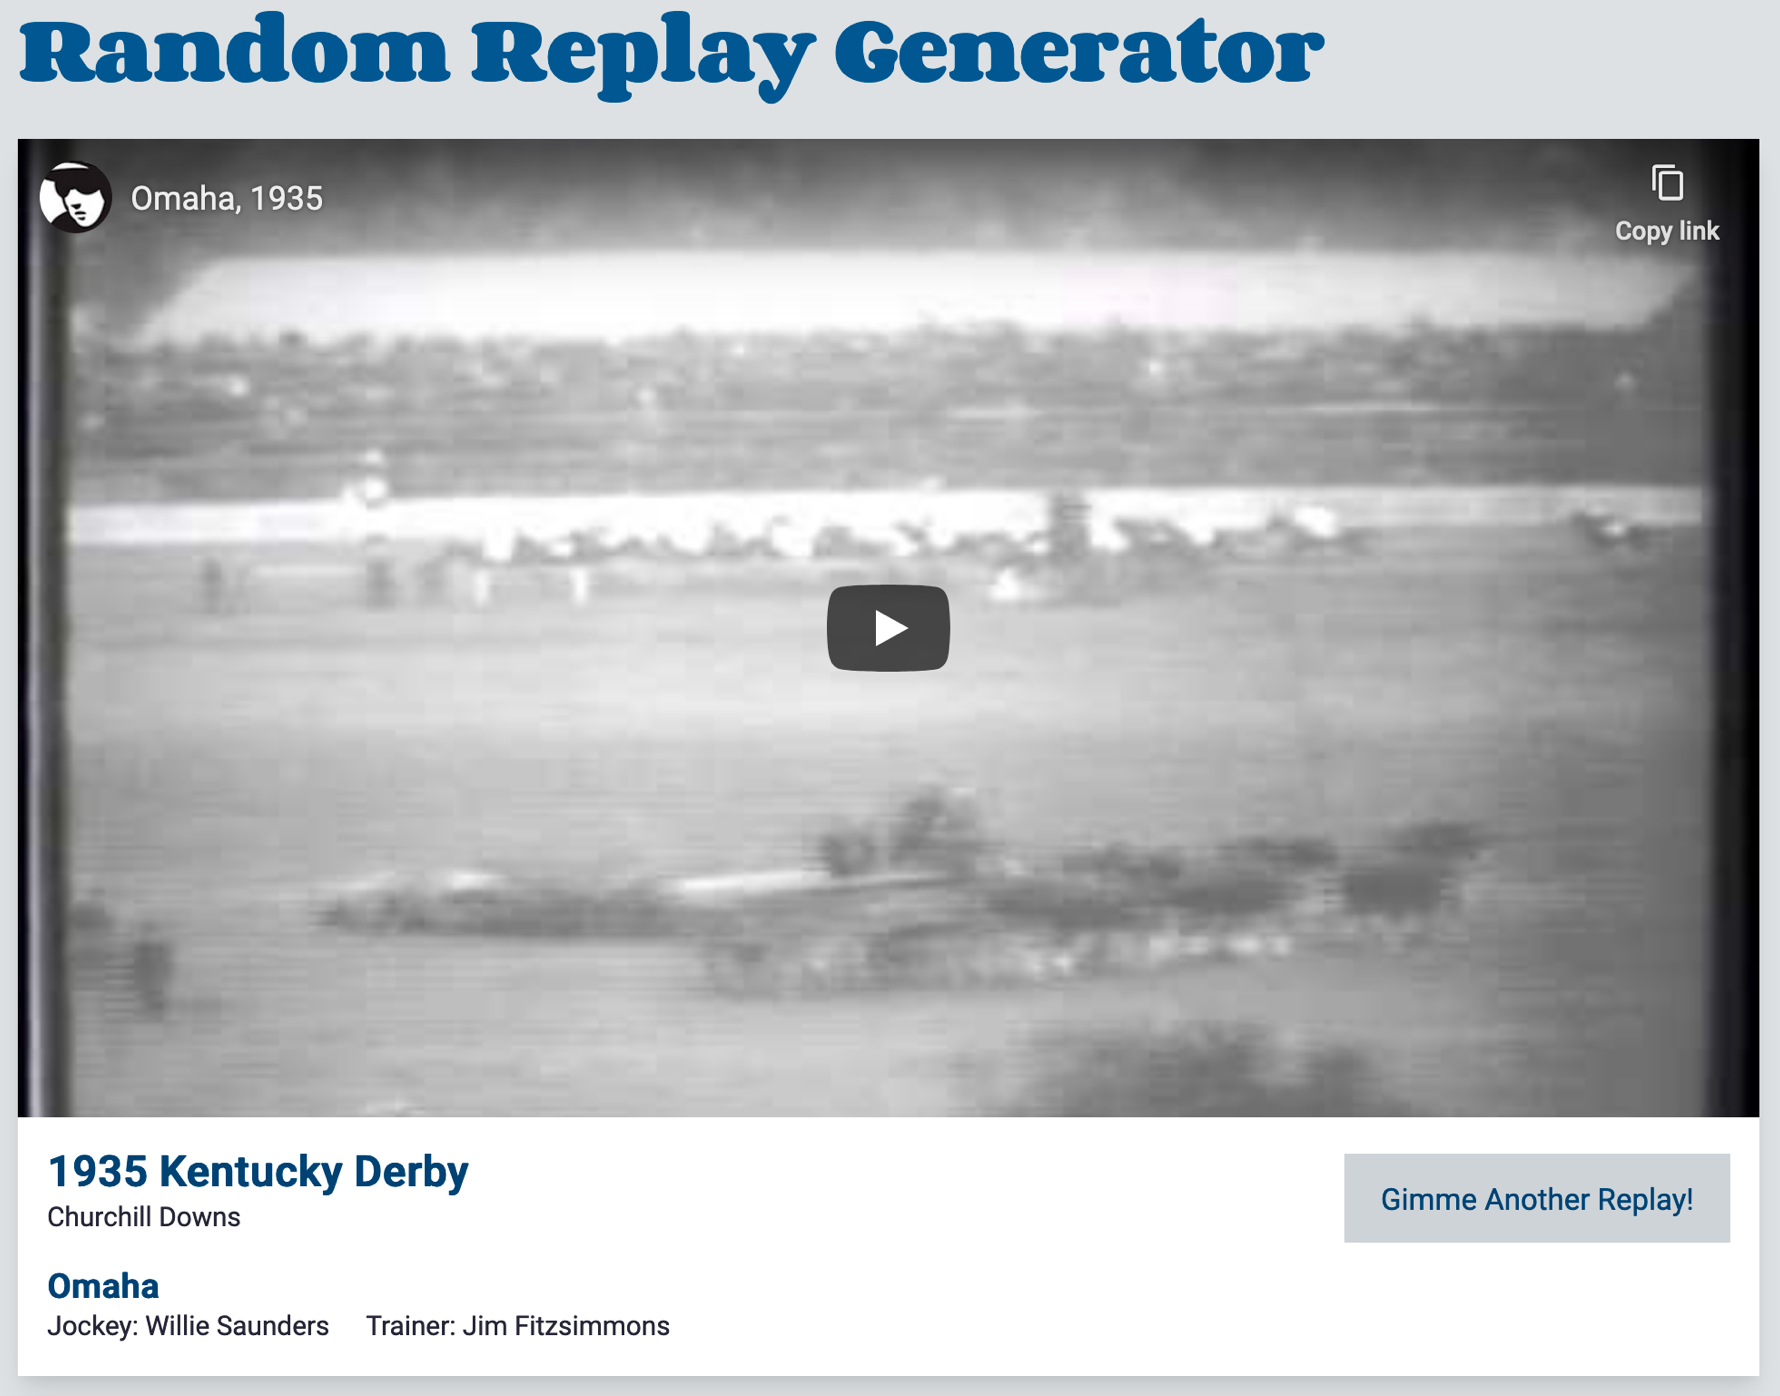 Random Replay Generator
Omaha, 1935
Copy link
1935 Kentucky Derby
Churchill Downs
Gimme Another Replay!
Omaha
Jockey: Willie Saunders Trainer: Jim Fitzsimmons